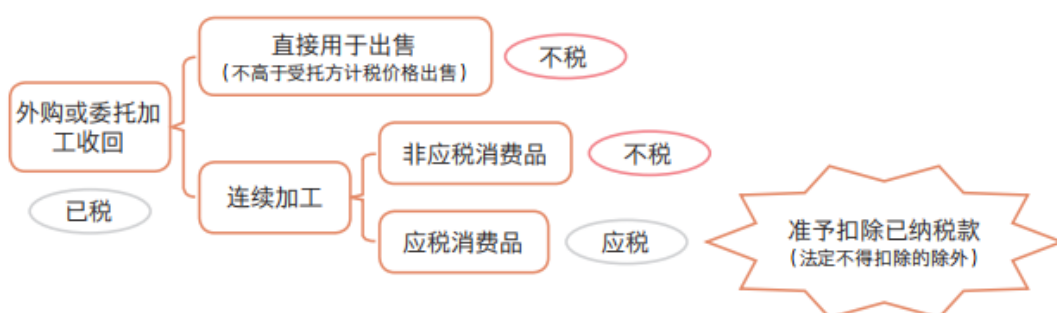 直接用于出售
（不高于受托方计税价格出售）
不税
外购或委托加
工收回
已税
连续加工
非应税消费品
不税
应税消费品
应税
准予扣除已纳税款
（法定不得扣除的除外）